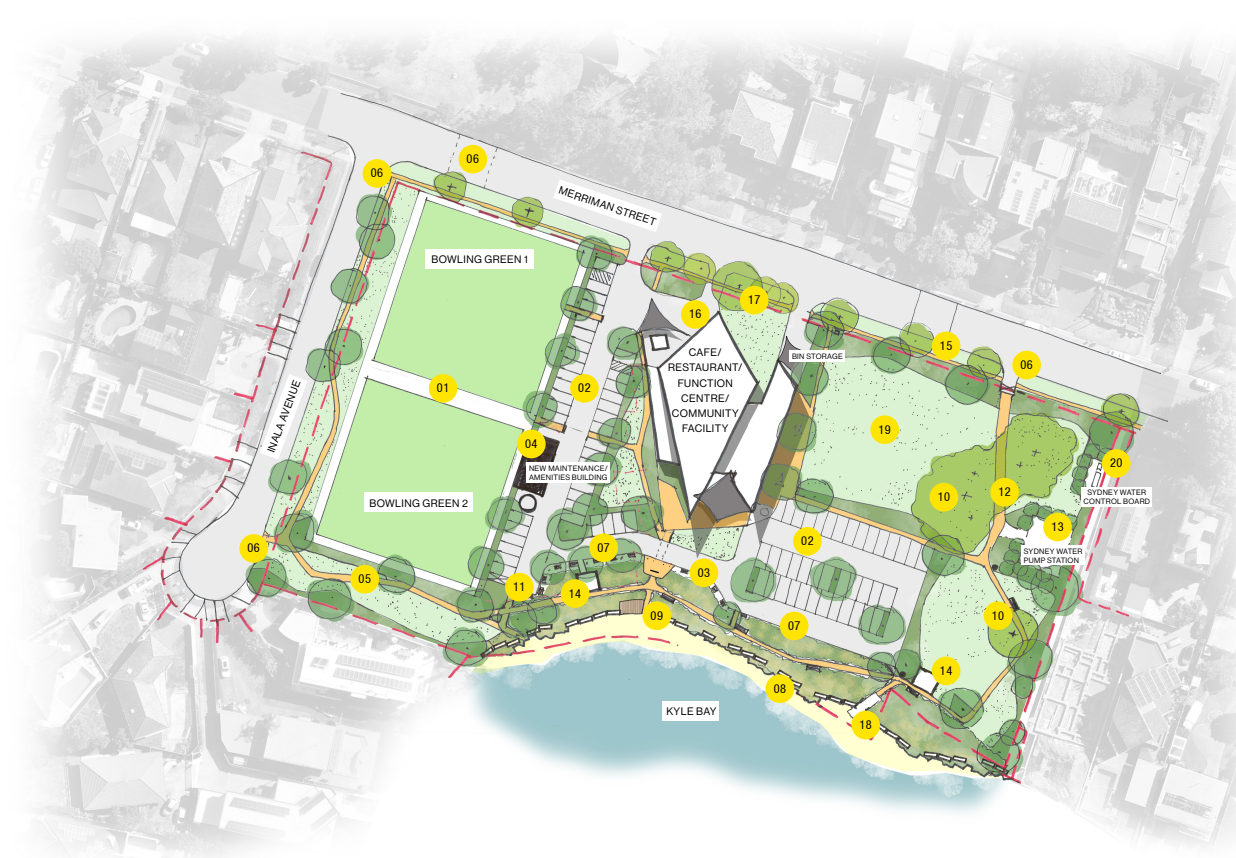 06
06
MERRIMAN STREET
BOWLING GREEN 1
17
16
15
CAFE/
RESTAURANT/
FUNCTION
CENTRE/
COMMUNITY
FACILITY
BIN STORAGE
06
01
02
INALA AVENUE
19
04
NEW MAINTENANCE/
AMENITIES BUILDING
20
SYDNEY WATER
CONTROL BOARD
10
12
BOWLING GREEN 2
13
SYDNEY WATER
PUMP STATION
06
07
02
05
11
14
03
09
07
10
14
08
KYLE BAY
18